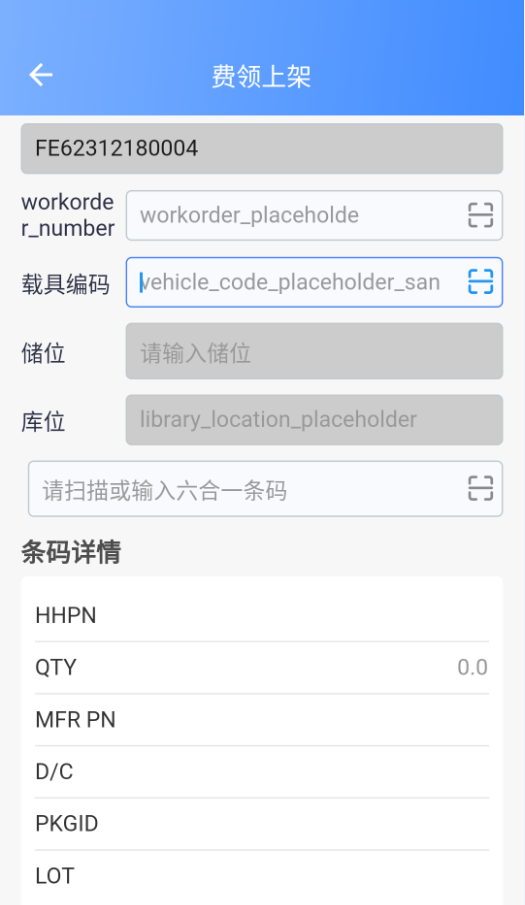 费领上架
FE62312180004
workorde
r_number
workorder_placeholde
载具编码
vehicle_code_placeholder_san
储位
请输入储位
库位
library_location_placeholder
请扫描或输入六合一条码
条码详情
HHPN
QTY
0.0
MFR PN
D/C
PKGID
LOT